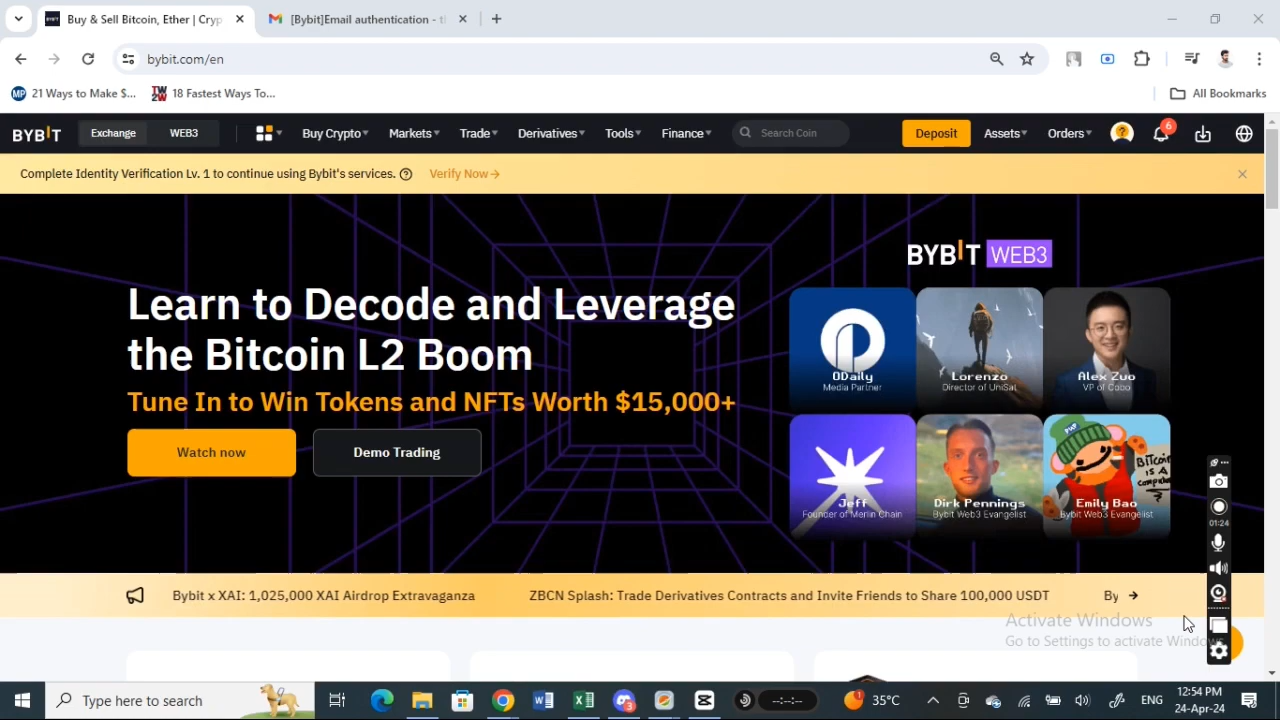 Buy & Sell Bitcoin, Ether | Cryp
[Bybit]Email authentication - t
bybit.com/en
21 Ways to Make $...
18 Fastest Ways To...
All Bookmarks
BYBIT
Exchange
WEB3
Buy Crypto
Markets
Trade
Derivatives
Tools
Finance
Search Coin
Deposit
Assets
Orders
6
Complete Identity Verification Lv. 1 to continue using Bybit's services.
Verify Now
BYBIT WEB3
Learn to Decode and Leverage
the Bitcoin L2 Boom
Tune In to Win Tokens and NFTs Worth $15,000+
Watch now
Demo Trading
ODaily
Media Partner
Lorenzo
Director of UniSat
Alex Zuo
VP of Cobo
Jeff
Founder of Merlin Chain
Dirk Pennings
Bybit Web3 Evangelist
PWP
Bitcoin
IS A
Emily Bao
Bybit Web3 Evangelist
01:24
Bybit x XAI: 1,025,000 XAI Airdrop Extravaganza
ZBCN Splash: Trade Derivatives Contracts and Invite Friends to Share 100,000 USDT
By
Activate Windows
Go to Settings to activate Windows.
Type here to search
--:--:--
35°C
ENG
12:54 PM
24-Apr-24